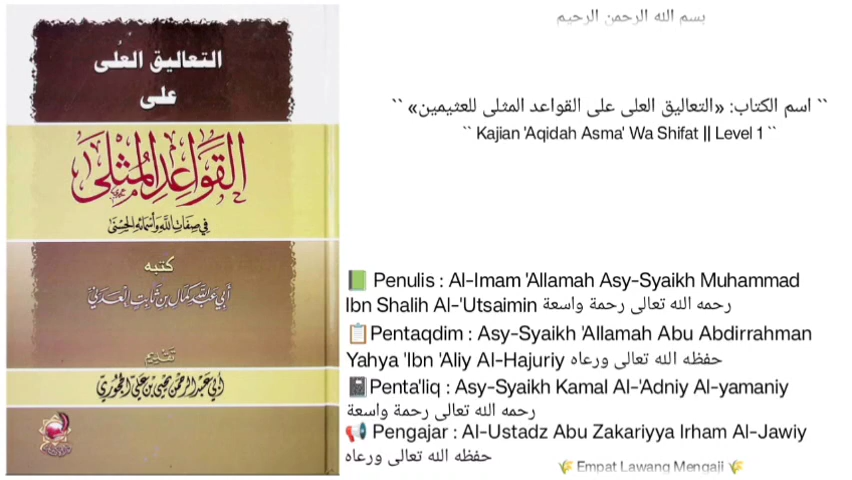 التعاليق العلى
على
القواعد المثلى
في صفات الله وأسمائه الحسنى
كتبه
أبي عبد الله كمال بن ثابت العدني
تقديم
أبي عبد الرحمن يحيى بن علي الحجوري
بسم الله الرحمن الرحيم
`` اسم الكتاب: «التعاليق العلى على القواعد المثلى للعثيمين» ``
`` Kajian 'Aqidah Asma' Wa Shifat || Level 1 ``
📗 Penulis : Al-Imam 'Allamah Asy-Syaikh Muhammad
Ibn Shalih Al-'Utsaimin رحمه الله تعالى رحمة واسعة
📋Pentaqdim : Asy-Syaikh 'Allamah Abu Abdirrahman
Yahya 'Ibn 'Aliy Al-Hajuriy حفظه الله تعالى ورعاه
📓Penta'liq : Asy-Syaikh Kamal Al-'Adniy Al-yamaniy
رحمه الله تعالى رحمة واسعة
📢 Pengajar : Al-Ustadz Abu Zakariyya Irham Al-Jawiy
حفظه الله تعالى ورعاه
🌾 Empat Lawang Mengaji 🌾